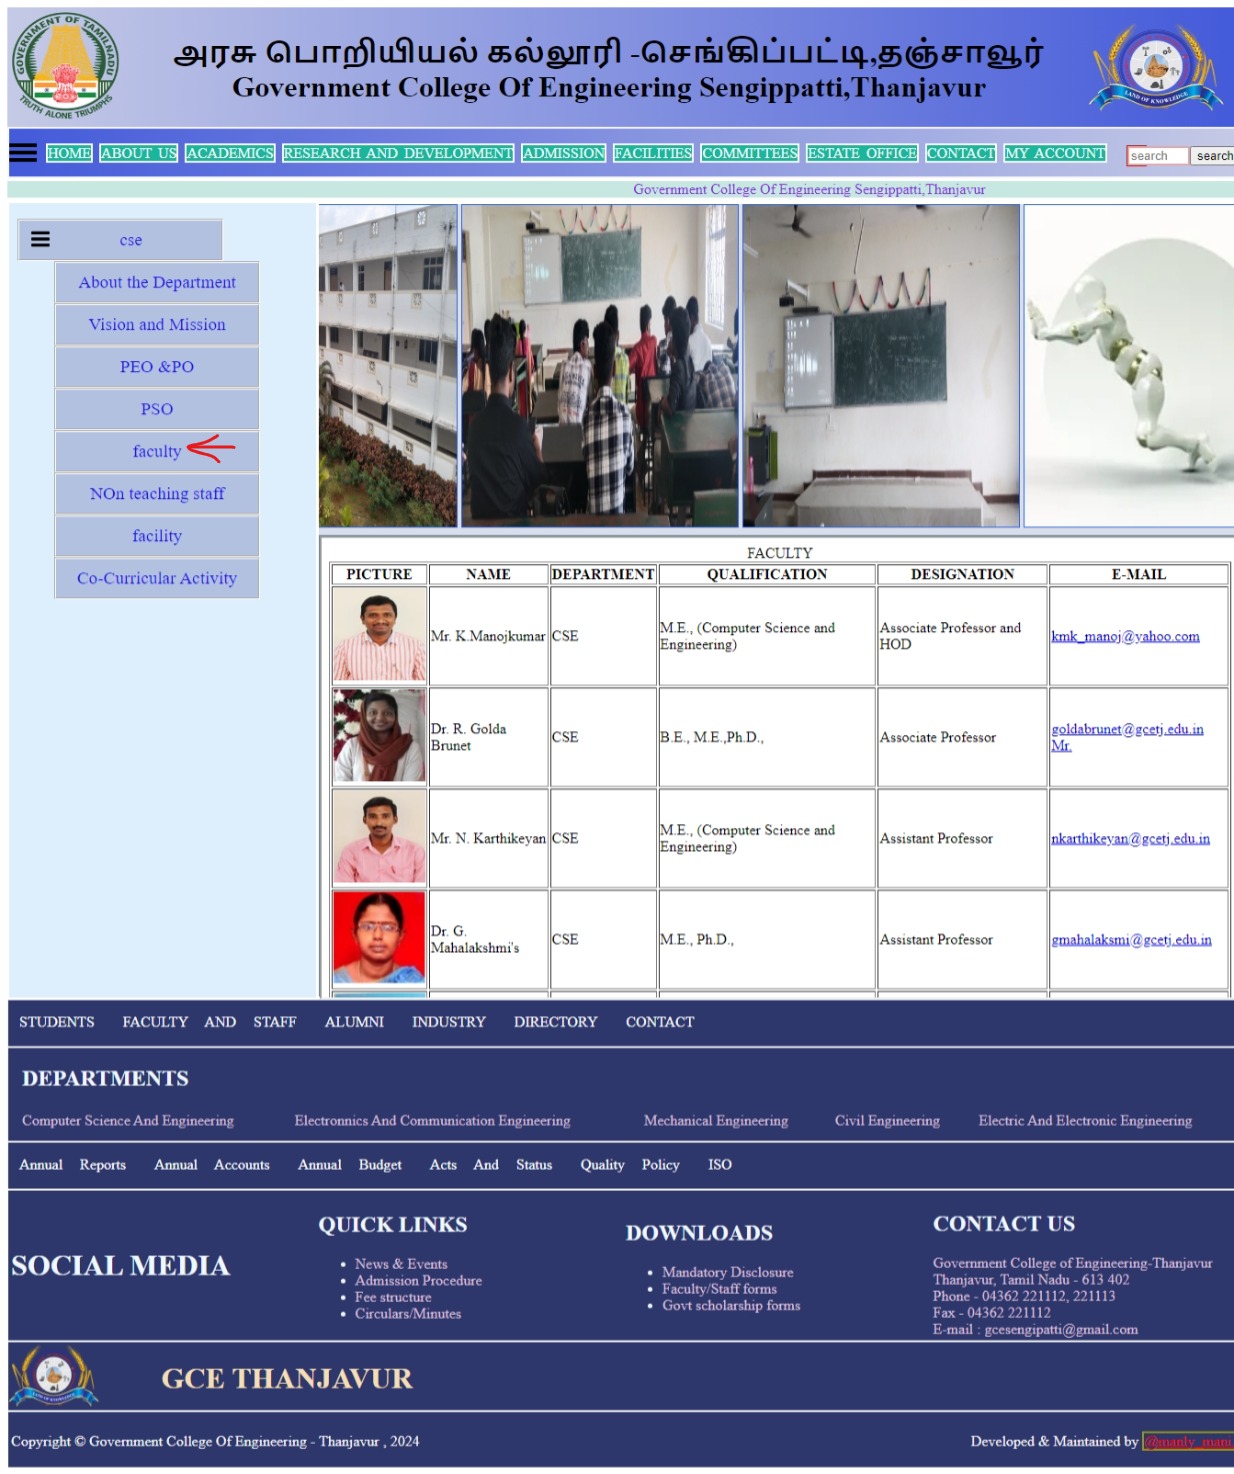 GOVERNMENT OF TAMILNADU
TRUTH ALONE TRIUMPHS
அரசு பொறியியல் கல்லூரி -செங்கிப்பட்டி,தஞ்சாவூர்
Government College Of Engineering Sengippatti,Thanjavur
LAND OF KNOWLEDGE
HOME ABOUT US ACADEMICS RESEARCH AND DEVELOPMENT ADMISSION FACILITIES COMMITTEES ESTATE OFFICE CONTACT MY ACCOUNT search search
Government College Of Engineering Sengippatti,Thanjavur
cse
About the Department
Vision and Mission
PEO &PO
PSO
faculty
NOn teaching staff
facility
Co-Curricular Activity
FACULTY
PICTURE NAME DEPARTMENT QUALIFICATION DESIGNATION E-MAIL
Mr. K.Manojkumar CSE M.E., (Computer Science and Engineering) Associate Professor and HOD kmk_manoj@yahoo.com
Dr. R. Golda Brunet CSE B.E., M.E.,Ph.D., Associate Professor goldabrunet@gcetj.edu.in Mr.
Mr. N. Karthikeyan CSE M.E., (Computer Science and Engineering) Assistant Professor nkarthikeyan@gcetj.edu.in
Dr. G. Mahalakshmi's CSE M.E., Ph.D., Assistant Professor gmahalaksmi@gcetj.edu.in
STUDENTS FACULTY AND STAFF ALUMNI INDUSTRY DIRECTORY CONTACT
DEPARTMENTS
Computer Science And Engineering Electronnics And Communication Engineering Mechanical Engineering Civil Engineering Electric And Electronic Engineering
Annual Reports Annual Accounts Annual Budget Acts And Status Quality Policy ISO
SOCIAL MEDIA
QUICK LINKS
News & Events
Admission Procedure
Fee structure
Circulars/Minutes
DOWNLOADS
Mandatory Disclosure
Faculty/Staff forms
Govt scholarship forms
CONTACT US
Government College of Engineering-Thanjavur
Thanjavur, Tamil Nadu - 613 402
Phone - 04362 221112, 221113
Fax - 04362 221112
E-mail : gcesengipatti@gmail.com
GCE THANJAVUR
Copyright © Government College Of Engineering - Thanjavur , 2024
Developed & Maintained by @manly_mani